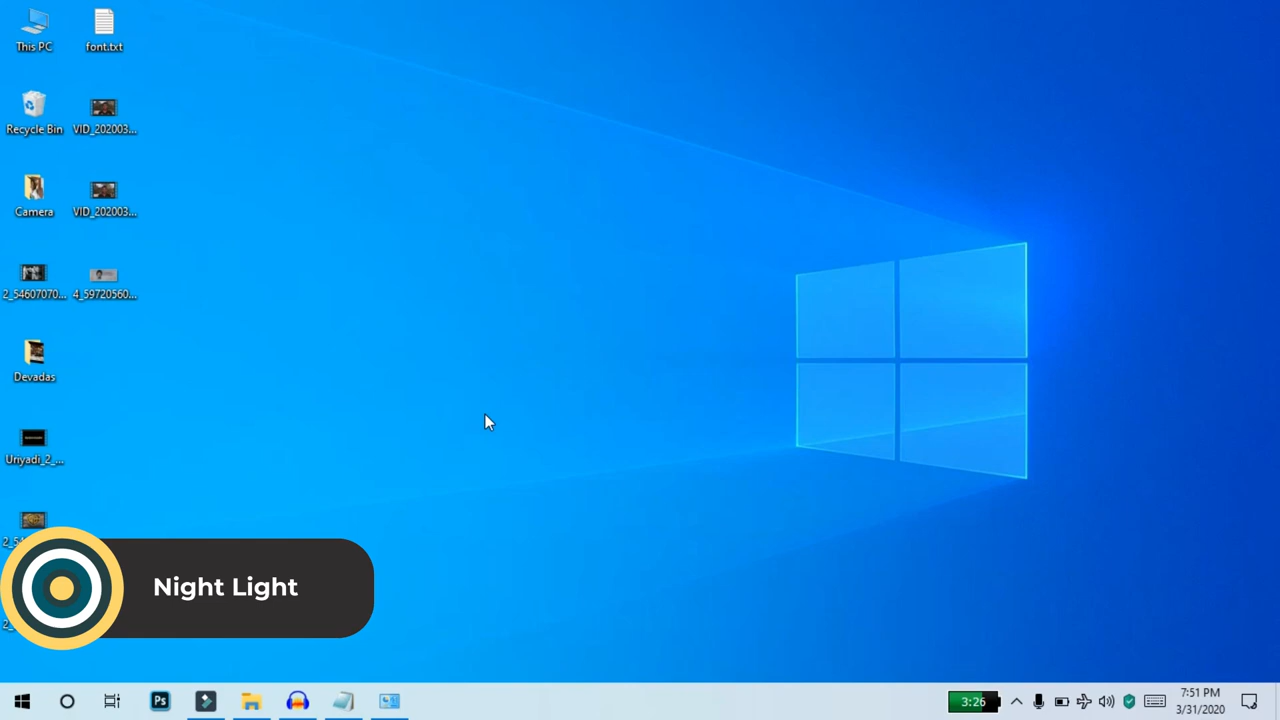 This PC
font.txt
Recycle Bin
VID_202003...
Camera
VID_202003...
2_54607070...
4_59720560...
Devadas
Uriyadi_2_...
Night Light
Ps
3:26
7:51 PM
3/31/2020